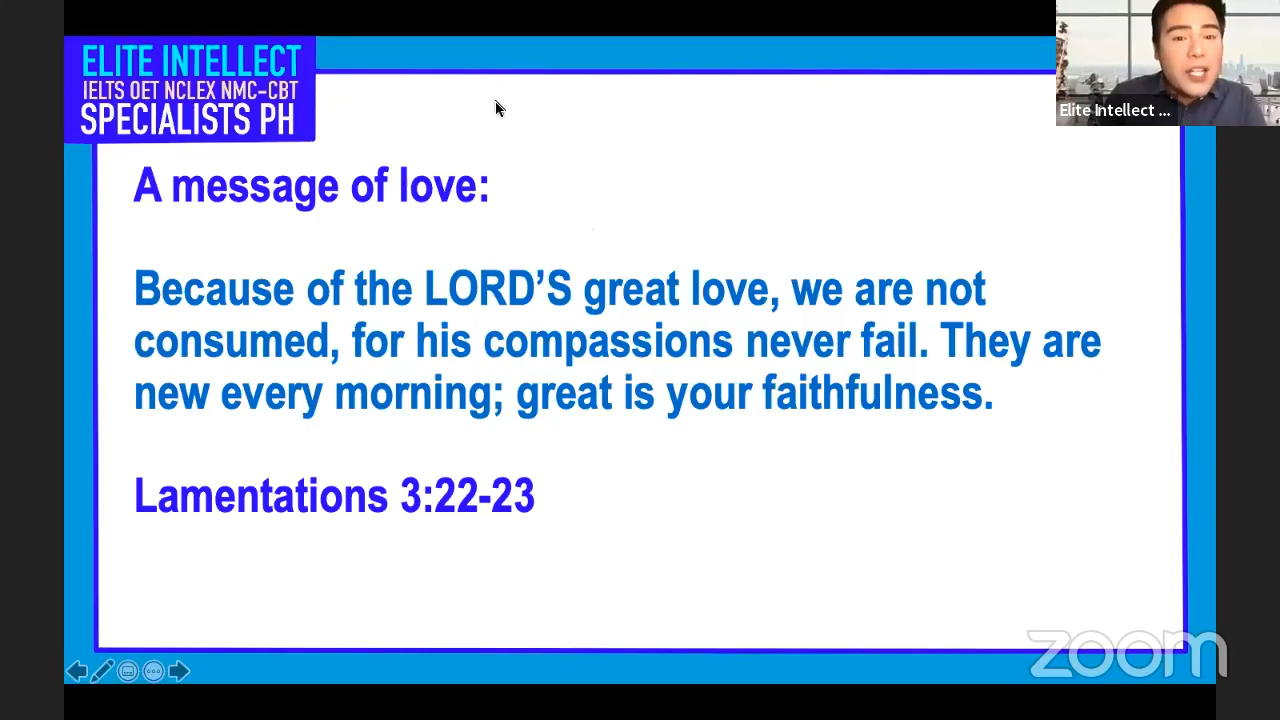 ELITE INTELLECT
IELTS OET NCLEX NMC-CBT
SPECIALISTS PH
Elite Intellect ...
A message of love:
Because of the LORD’S great love, we are not
consumed, for his compassions never fail. They are
new every morning; great is your faithfulness.
Lamentations 3:22-23
zoom